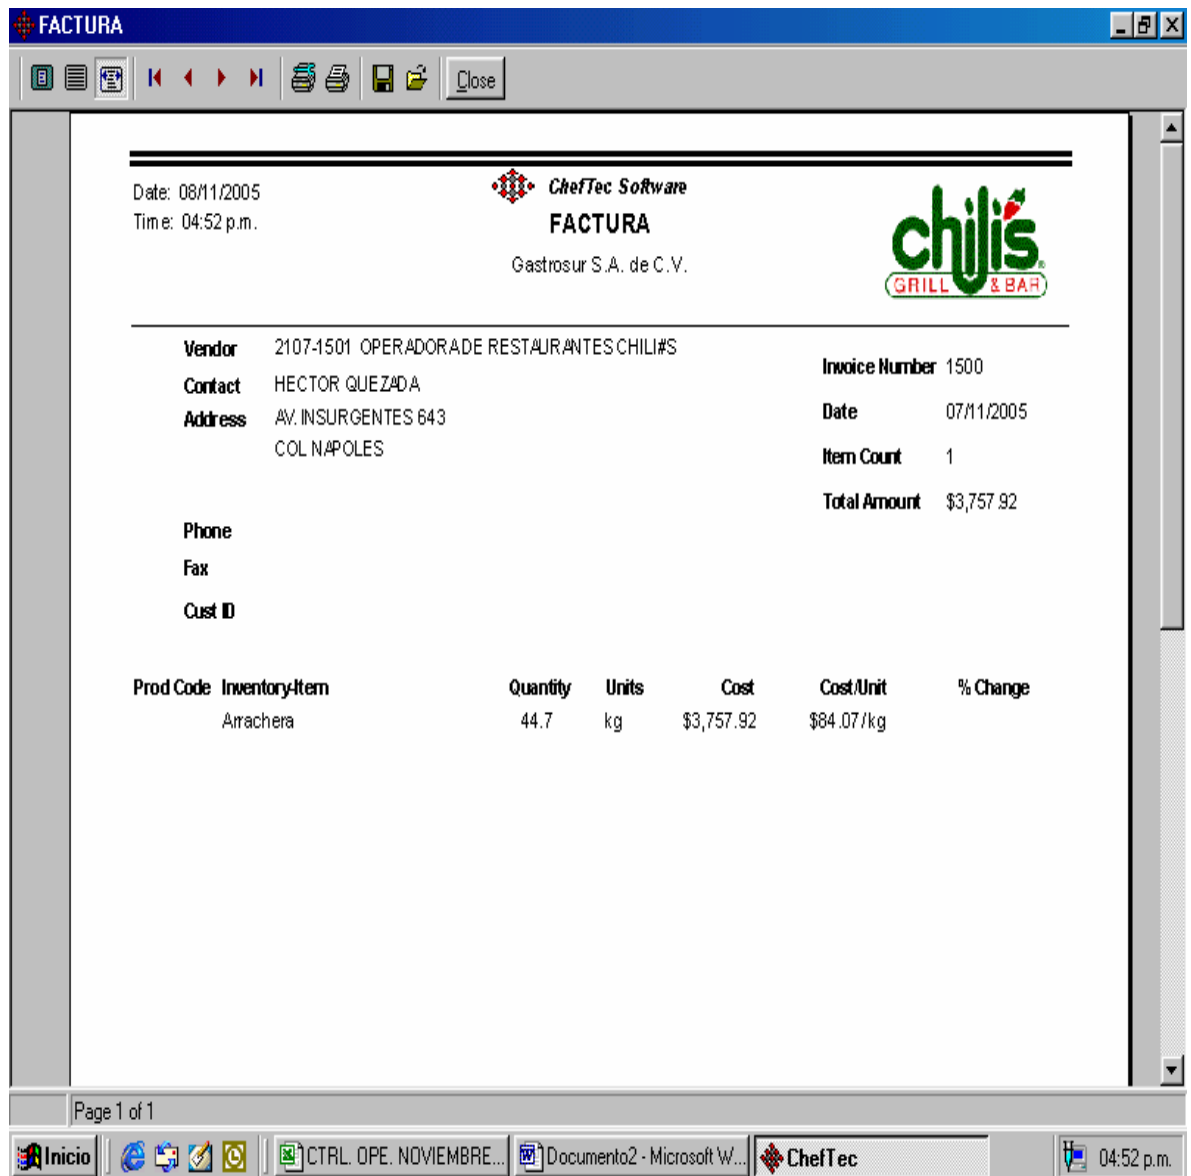 FACTURA
Close
Date: 08/11/2005
Time: 04:52 p.m.
ChefTec Software
FACTURA
Gastrosur S.A. de C.V.
chili's
GRILL & BAR
Vendor 2107-1501 OPERADORA DE RESTAURANTES CHILI#S
Contact HECTOR QUEZADA
Address AV. INSURGENTES 643
COL NAPOLES
Invoice Number 1500
Date 07/11/2005
Item Count 1
Total Amount $3,757.92
Phone
Fax
Cust ID
Prod Code Inventory-Item Quantity Units Cost Cost/Unit % Change
Arrachera 44.7 kg $3,757.92 $84.07/kg
Page 1 of 1
Inicio CTRL. OPE. NOVIEMBRE... Documento2 - Microsoft W... ChefTec 04:52 p.m.